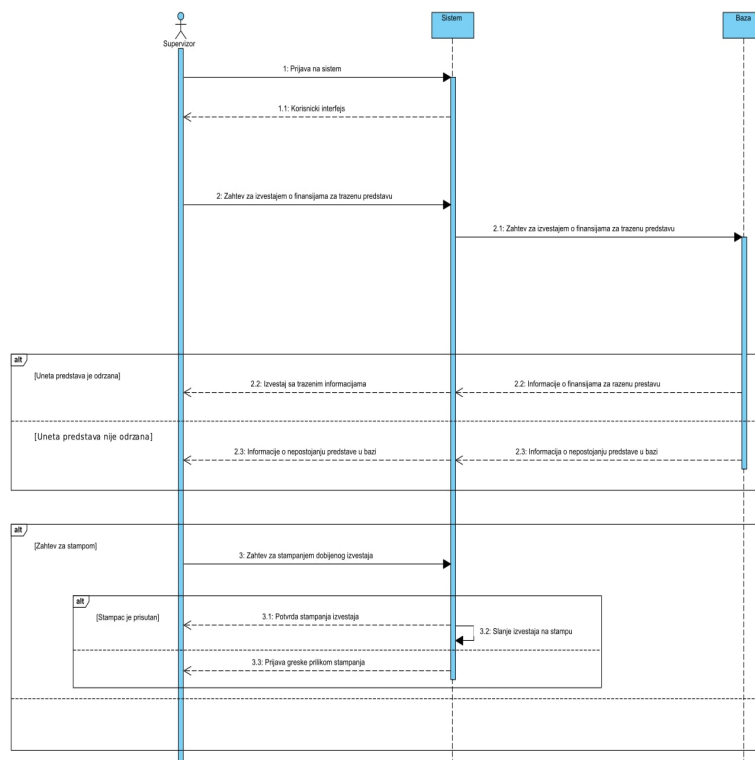 Supervizor
Sistem
Baza
1: Prijava na sistem
1.1: Korisnicki interfejs
2: Zahtev za izvestajem o finansijama za trazenu predstavu
2.1: Zahtev za izvestajem o finansijama za trazenu predstavu
alt
[Uneta predstava je odrzana]
2.2: Izvestaj sa trazenim informacijama
2.2: Informacije o finansijama za razenu prestavu
[Uneta predstava nije odrzana]
2.3: Informacije o nepostojanju predstave u bazi
2.3: Informacija o nepostojanju predstave u bazi
alt
[Zahtev za stampom]
3: Zahtev za stampanjem dobijenog izvestaja
alt
[Stampac je prisutan]
3.1: Potvrda stampanja izvestaja
3.2: Slanje izvestaja na stampu
3.3: Prijava greske prilikom stampanja